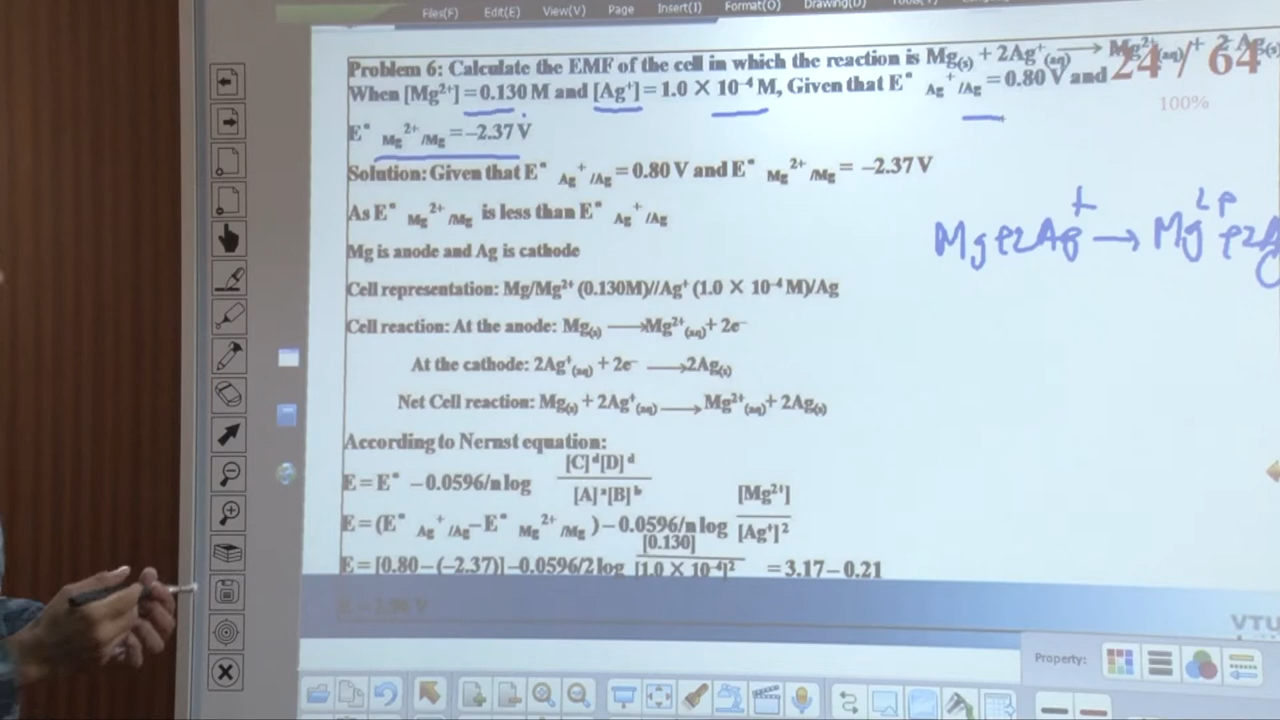 Files(F) Edit(E) View(V) Page Insert(I) Format(O) Drawing(D)
Problem 6: Calculate the EMF of the cell in which the reaction is Mg(s) + 2Ag⁺(aq) ⟶ Mg²⁺(aq) + 2 Ag(s)
24 / 64
When [Mg²⁺] = 0.130 M and [Ag⁺] = 1.0 X 10⁻⁴ M, Given that E° Ag⁺/Ag = 0.80 V and
100%
E° Mg²⁺/Mg = –2.37 V
Solution: Given that E° Ag⁺/Ag = 0.80 V and E° Mg²⁺/Mg = –2.37 V
As E° Mg²⁺/Mg is less than E° Ag⁺/Ag
Mg is anode and Ag is cathode
Cell representation: Mg/Mg²⁺ (0.130M)//Ag⁺ (1.0 X 10⁻⁴ M)/Ag
Cell reaction: At the anode: Mg(s) ⟶ Mg²⁺(aq) + 2e⁻
At the cathode: 2Ag⁺(aq) + 2e⁻ ⟶ 2Ag(s)
Net Cell reaction: Mg(s) + 2Ag⁺(aq) ⟶ Mg²⁺(aq) + 2Ag(s)
According to Nernst equation:
E = E° – 0.0596/n log [C]ᵈ[D]ᵈ / [A]ᵃ[B]ᵇ
E = (E° Ag⁺/Ag – E° Mg²⁺/Mg ) – 0.0596/n log [Mg²⁺] / [Ag⁺]²
E = [0.80 – (–2.37)] – 0.0596/2 log [0.130] / [1.0 X 10⁻⁴]² = 3.17 – 0.21
E = 2.96 V
VTU
Property: